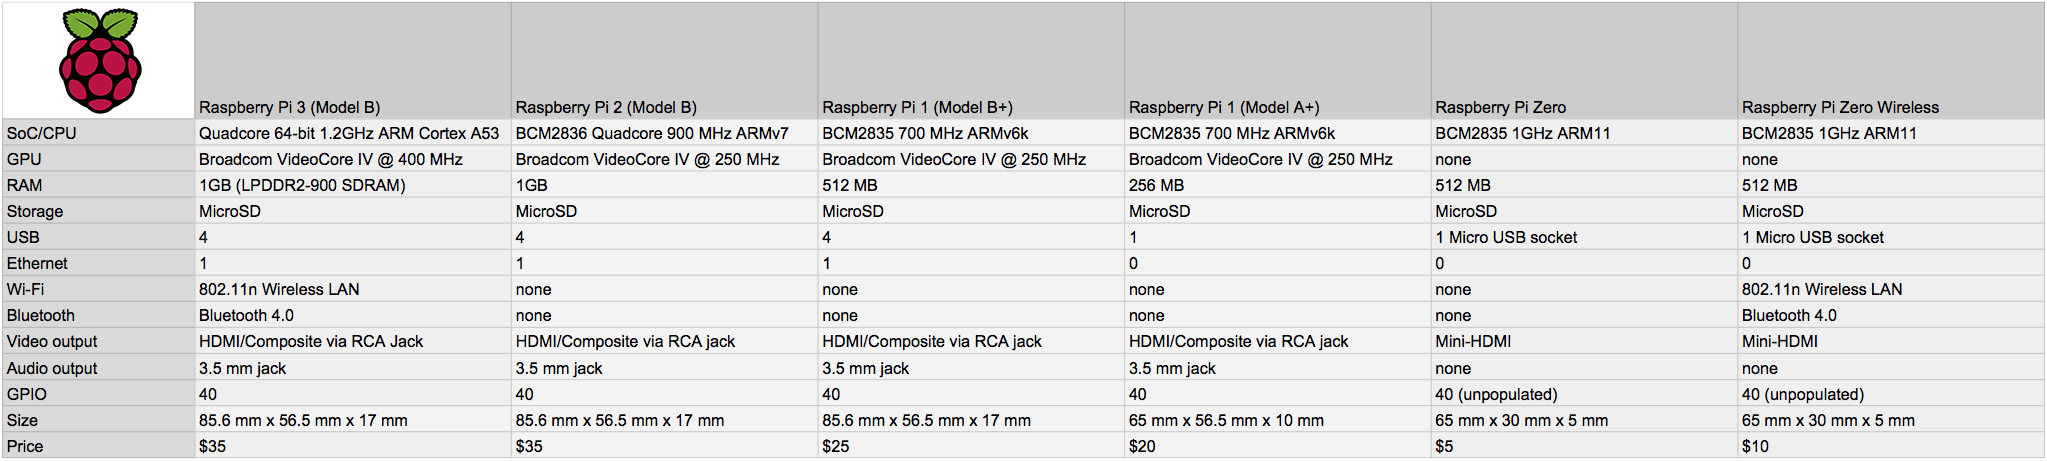 Raspberry Pi 3 (Model B) Raspberry Pi 2 (Model B) Raspberry Pi 1 (Model B+) Raspberry Pi 1 (Model A+) Raspberry Pi Zero Raspberry Pi Zero Wireless
SoC/CPU Quadcore 64-bit 1.2GHz ARM Cortex A53 BCM2836 Quadcore 900 MHz ARMv7 BCM2835 700 MHz ARMv6k BCM2835 700 MHz ARMv6k BCM2835 1GHz ARM11 BCM2835 1GHz ARM11
GPU Broadcom VideoCore IV @ 400 MHz Broadcom VideoCore IV @ 250 MHz Broadcom VideoCore IV @ 250 MHz Broadcom VideoCore IV @ 250 MHz none none
RAM 1GB (LPDDR2-900 SDRAM) 1GB 512 MB 256 MB 512 MB 512 MB
Storage MicroSD MicroSD MicroSD MicroSD MicroSD MicroSD
USB 4 4 4 1 1 Micro USB socket 1 Micro USB socket
Ethernet 1 1 1 0 0 0
Wi-Fi 802.11n Wireless LAN none none none none 802.11n Wireless LAN
Bluetooth Bluetooth 4.0 none none none none Bluetooth 4.0
Video output HDMI/Composite via RCA Jack HDMI/Composite via RCA jack HDMI/Composite via RCA jack HDMI/Composite via RCA jack Mini-HDMI Mini-HDMI
Audio output 3.5 mm jack 3.5 mm jack 3.5 mm jack 3.5 mm jack none none
GPIO 40 40 40 40 40 (unpopulated) 40 (unpopulated)
Size 85.6 mm x 56.5 mm x 17 mm 85.6 mm x 56.5 mm x 17 mm 85.6 mm x 56.5 mm x 17 mm 65 mm x 56.5 mm x 10 mm 65 mm x 30 mm x 5 mm 65 mm x 30 mm x 5 mm
Price $35 $35 $25 $20 $5 $10